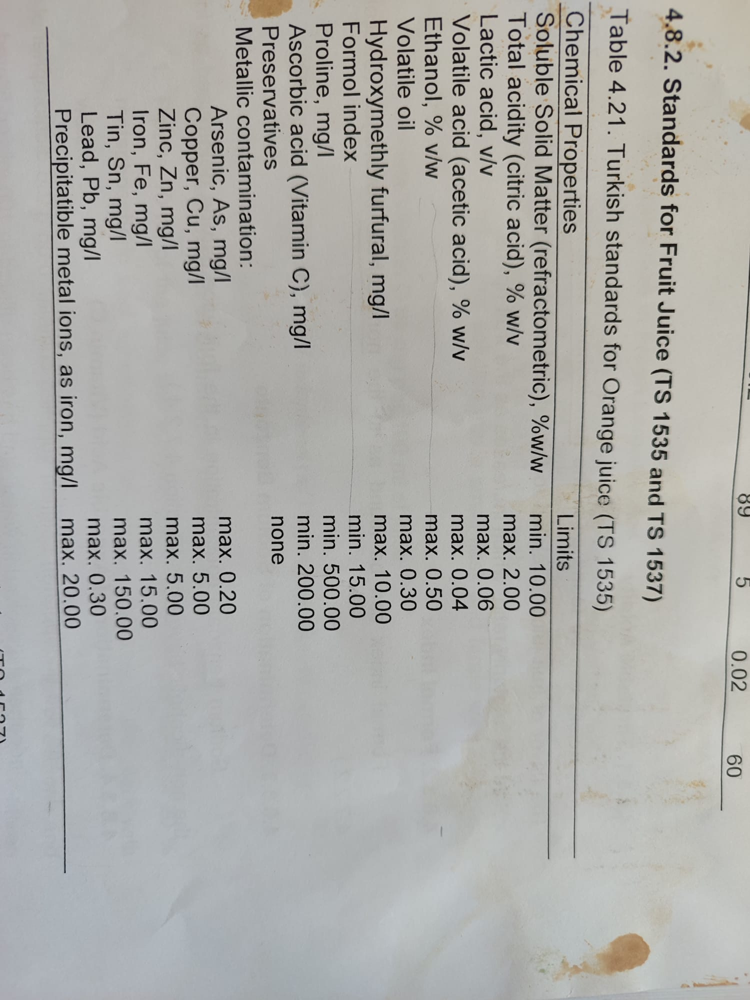 89 5 0.02 60
4.8.2. Standards for Fruit Juice (TS 1535 and TS 1537)
Table 4.21. Turkish standards for Orange juice (TS 1535)
Chemical Properties Limits
Soluble Solid Matter (refractometric), %w/w min. 10.00
Total acidity (citric acid), % w/v max. 2.00
Lactic acid, v/v max. 0.06
Volatile acid (acetic acid), % w/v max. 0.04
Ethanol, % v/w max. 0.50
Volatile oil max. 0.30
Hydroxymethly furfural, mg/l max. 10.00
Formol index min. 15.00
Proline, mg/l min. 500.00
Ascorbic acid (Vitamin C), mg/l min. 200.00
Preservatives none
Metallic contamination:
Arsenic, As, mg/l max. 0.20
Copper, Cu, mg/l max. 5.00
Zinc, Zn, mg/l max. 5.00
Iron, Fe, mg/l max. 15.00
Tin, Sn, mg/l max. 150.00
Lead, Pb, mg/l max. 0.30
Precipitatible metal ions, as iron, mg/l max. 20.00
(TS 1537)